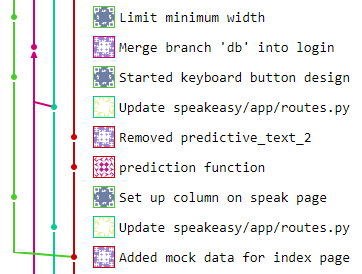 Limit minimum width
Merge branch 'db' into login
Started keyboard button design
Update speakeasy/app/routes.py
Removed predictive_text_2
prediction function
Set up column on speak page
Update speakeasy/app/routes.py
Added mock data for index page